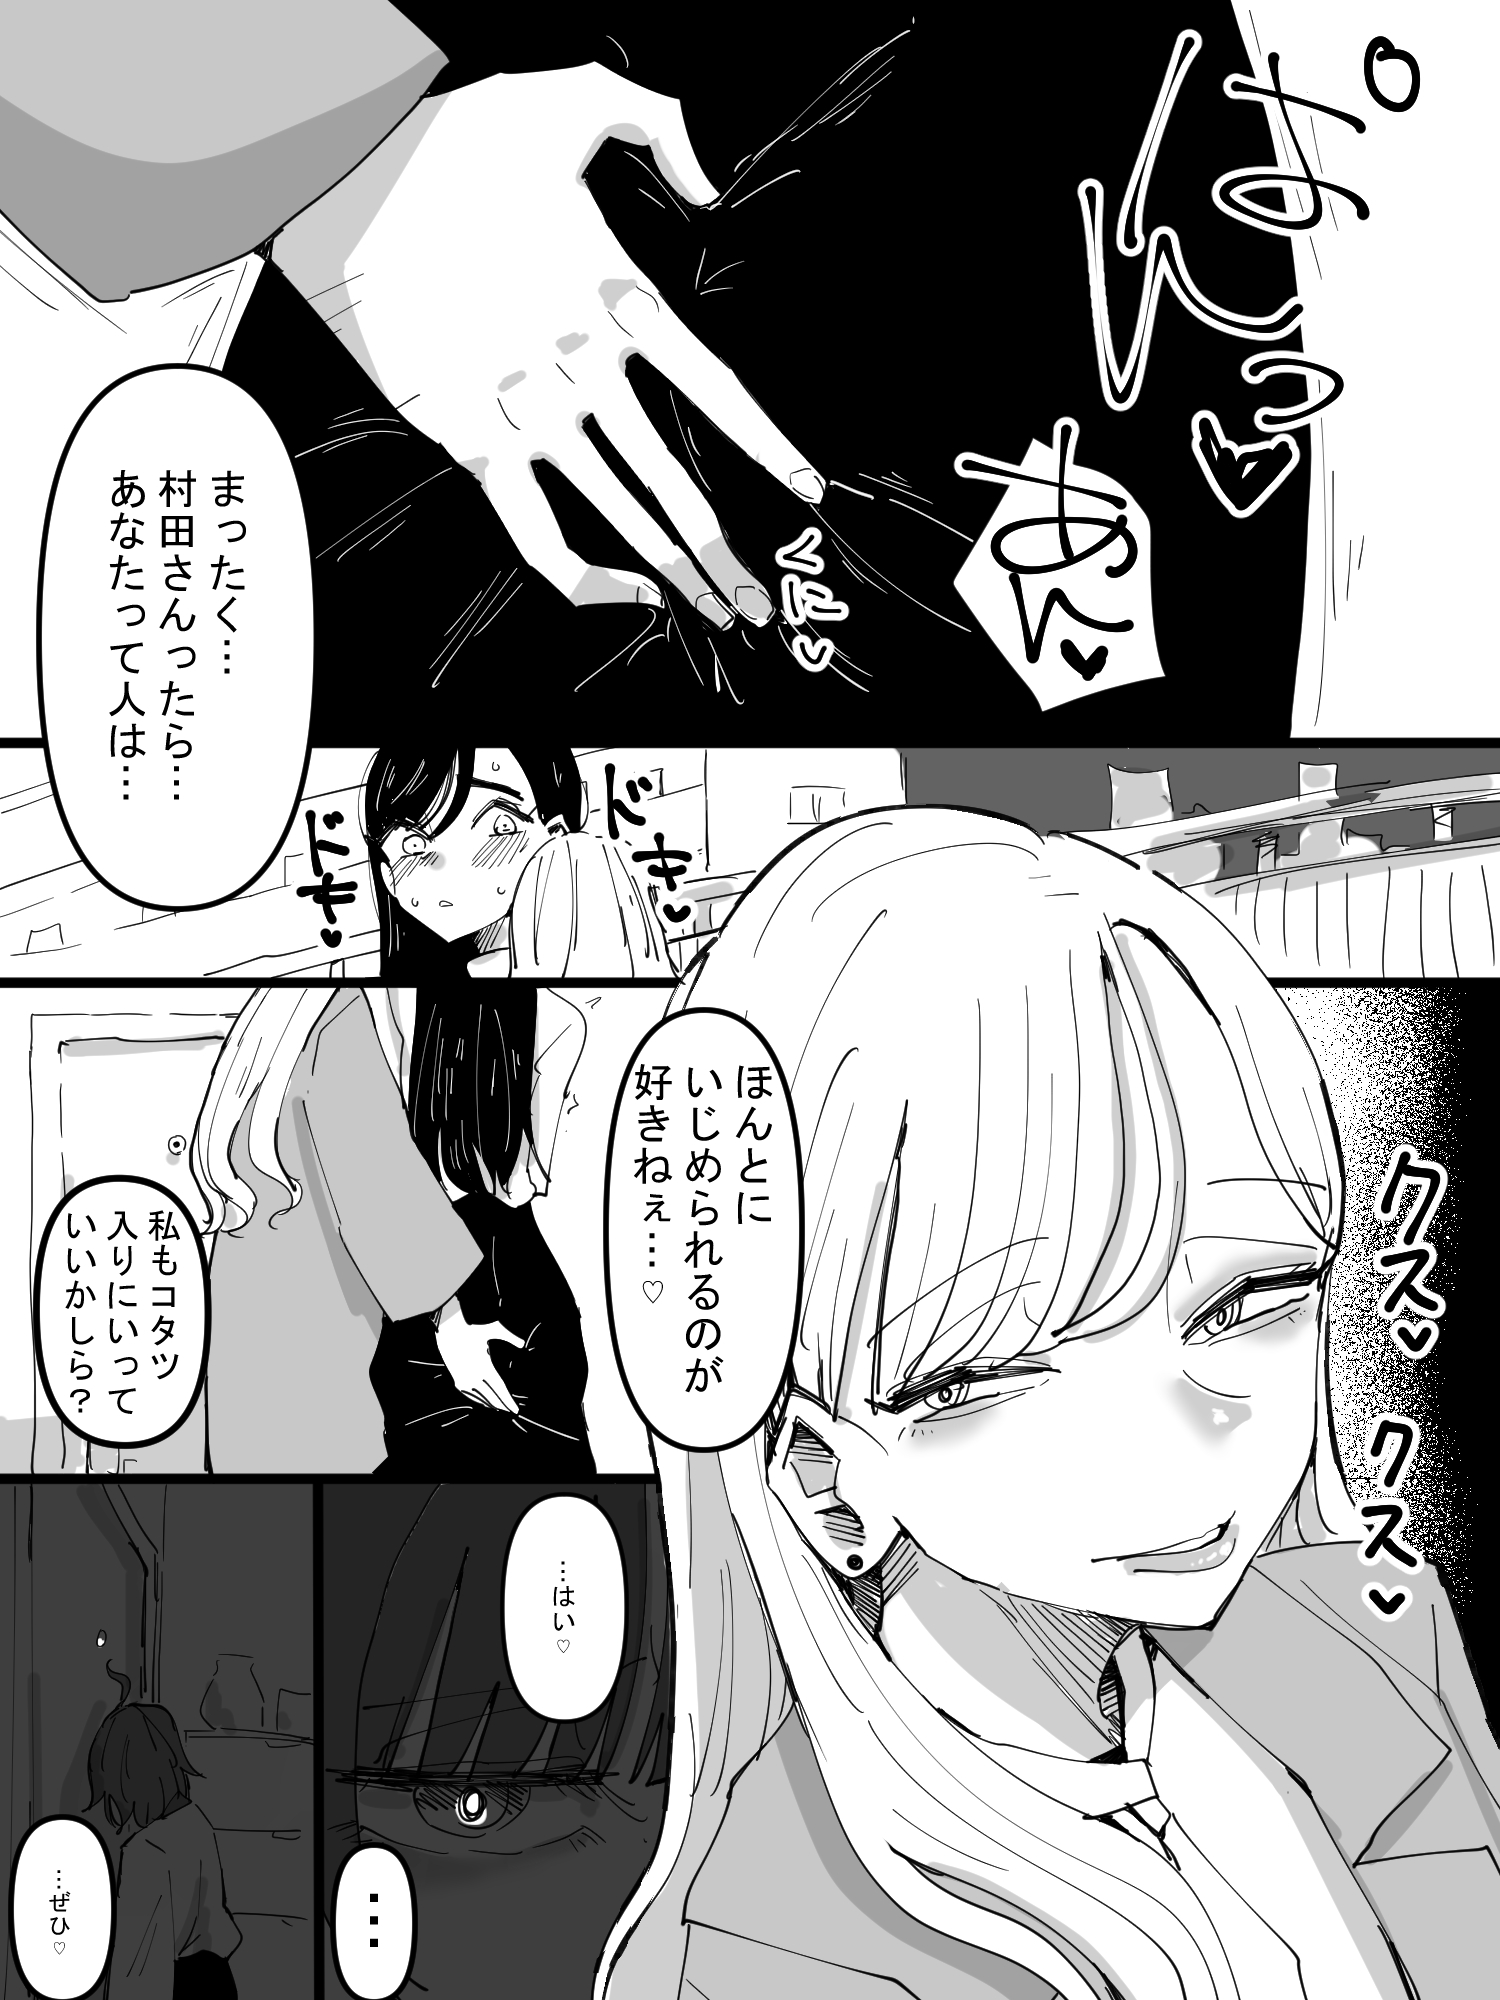 ぱんっ♡
あん♡
くに♡
まったく…
村田さんったら…
あなたって人は…
ドキ♡
ドキ♡
ほんとに
いじめられるのが
好きねぇ…♡
クス♡
クス♡
私もコタツ
入りにいって
いいかしら？
…はい♡
…
…ぜひ♡